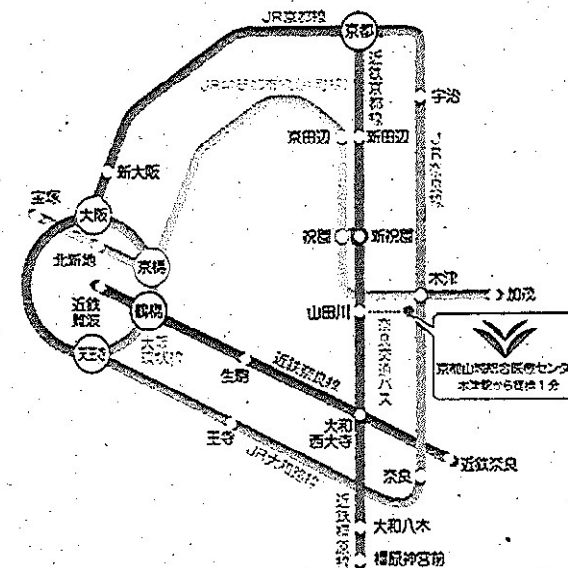 JR京都線
京都
近鉄京都線
宇治
京田辺
新田辺
新大阪
宝塚
大阪
北新地
京橋
祝園
新祝園
木津
加茂
近鉄
難波
鶴橋
山田川
奈良交通バス
京都山城総合医療センター
木津駅から徒歩1分
天王寺
大阪
環状線
近鉄奈良線
生駒
大和
西大寺
王寺
JR大和路線
奈良
近鉄奈良
大和八木
橿原神宮前